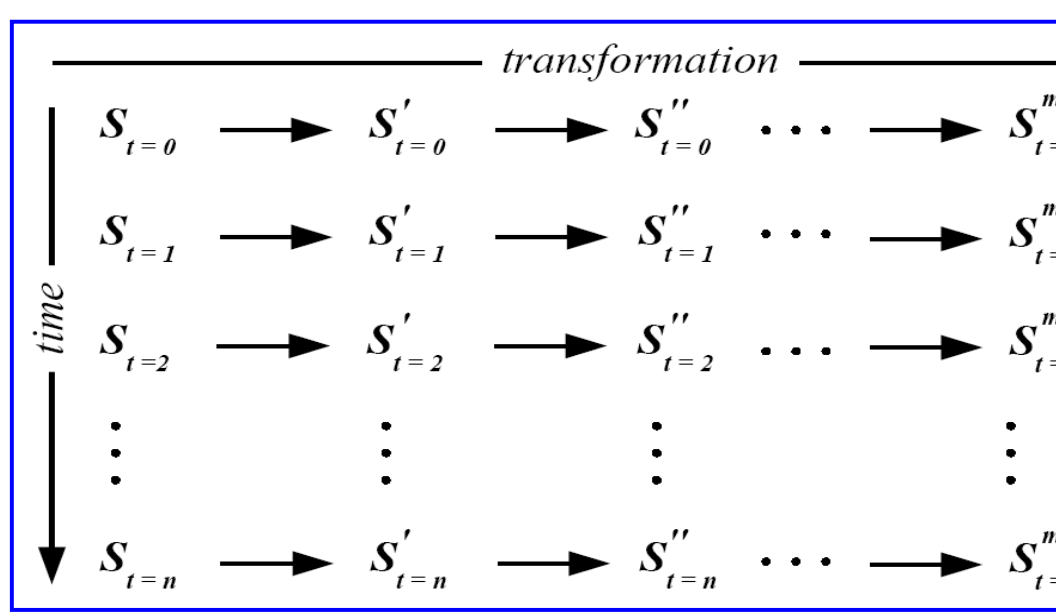 transformation
S t = 0 S' t = 0 S'' t = 0 • • • S m t =
S t = 1 S' t = 1 S'' t = 1 • • • S m t =
time
S t =2 S' t = 2 S'' t = 2 • • • S m t =
S t = n S' t = n S'' t = n • • • S m t =